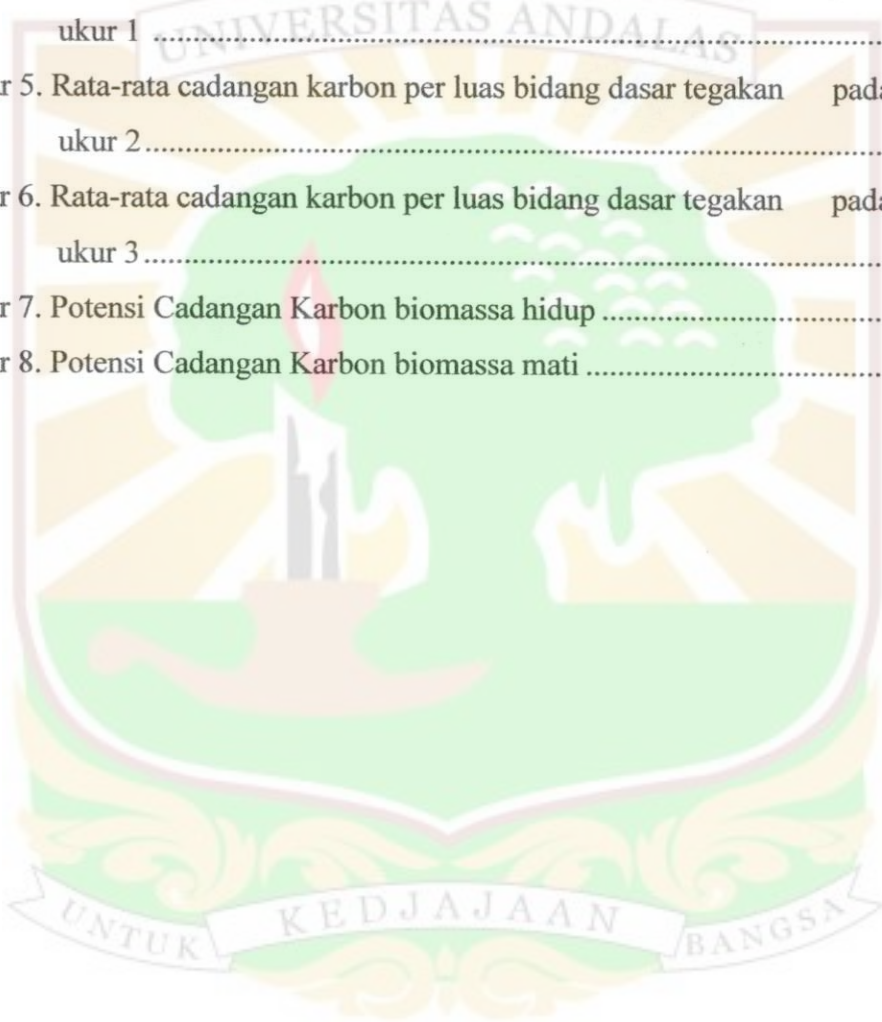 UNIVERSITAS ANDALAS
ukur 1 ................................................................
r 5. Rata-rata cadangan karbon per luas bidang dasar tegakan pada
ukur 2................................................................
r 6. Rata-rata cadangan karbon per luas bidang dasar tegakan pada
ukur 3................................................................
r 7. Potensi Cadangan Karbon biomassa hidup ................................
r 8. Potensi Cadangan Karbon biomassa mati ................................
UNTUK KEDJAJAAN BANGSA